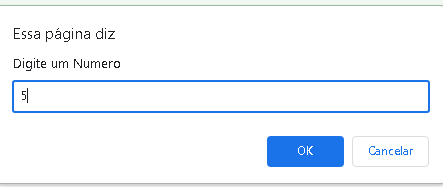 Essa página diz
Digite um Numero
5
OK Cancelar